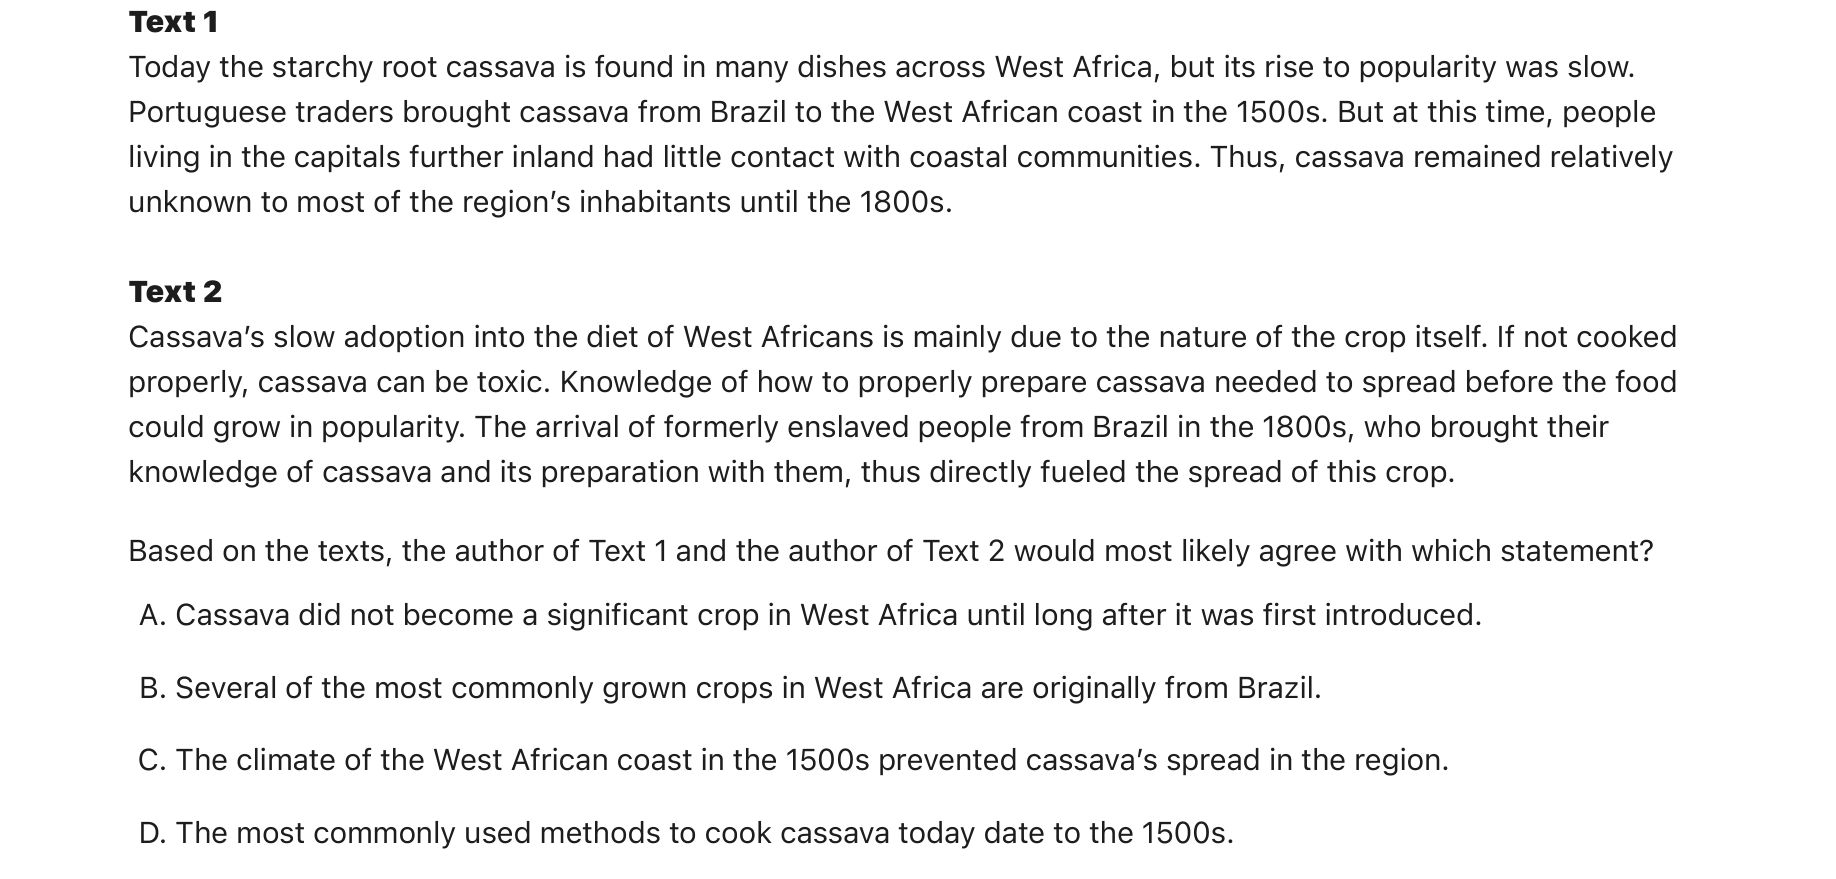 Text 1
Today the starchy root cassava is found in many dishes across West Africa, but its rise to popularity was slow.
Portuguese traders brought cassava from Brazil to the West African coast in the 1500s. But at this time, people
living in the capitals further inland had little contact with coastal communities. Thus, cassava remained relatively
unknown to most of the region’s inhabitants until the 1800s.
Text 2
Cassava’s slow adoption into the diet of West Africans is mainly due to the nature of the crop itself. If not cooked
properly, cassava can be toxic. Knowledge of how to properly prepare cassava needed to spread before the food
could grow in popularity. The arrival of formerly enslaved people from Brazil in the 1800s, who brought their
knowledge of cassava and its preparation with them, thus directly fueled the spread of this crop.
Based on the texts, the author of Text 1 and the author of Text 2 would most likely agree with which statement?
A. Cassava did not become a significant crop in West Africa until long after it was first introduced.
B. Several of the most commonly grown crops in West Africa are originally from Brazil.
C. The climate of the West African coast in the 1500s prevented cassava’s spread in the region.
D. The most commonly used methods to cook cassava today date to the 1500s.